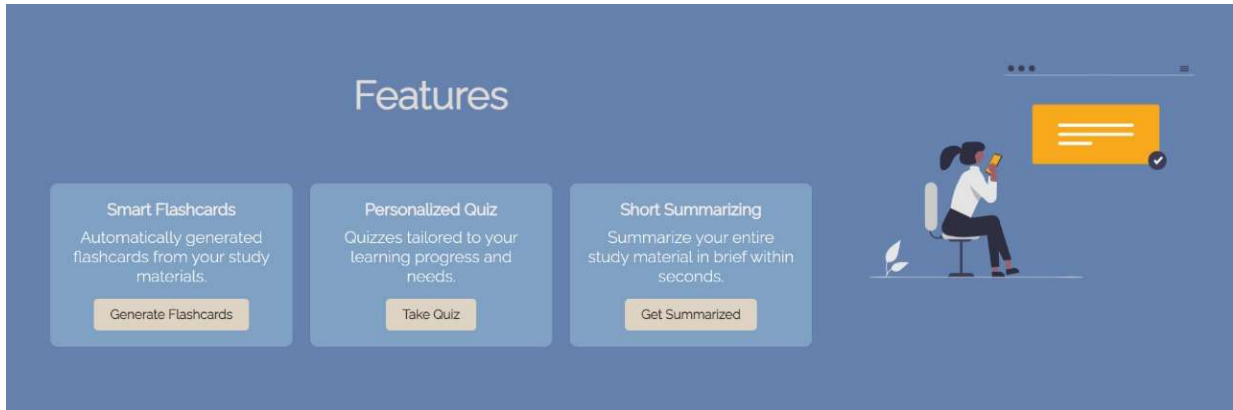 Features
Smart Flashcards
Automatically generated
flashcards from your study
materials.
Generate Flashcards
Personalized Quiz
Quizzes tailored to your
learning progress and
needs.
Take Quiz
Short Summarizing
Summarize your entire
study material in brief within
seconds.
Get Summarized